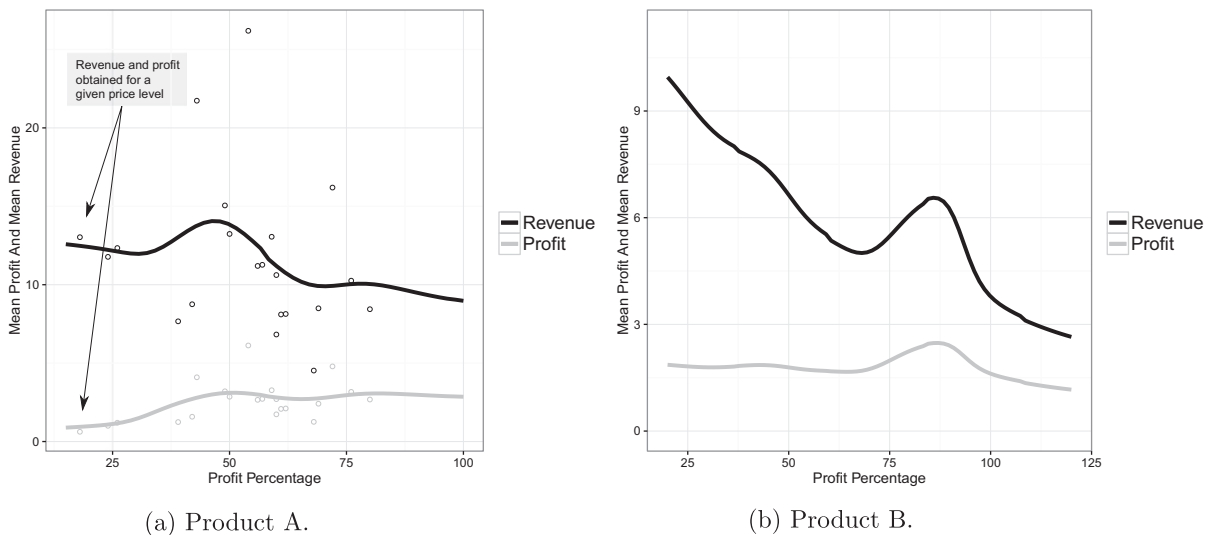 Revenue and profit
obtained for a
given price level
Mean Profit And Mean Revenue
20
10
0
25
50
75
100
Profit Percentage
Revenue
Profit
(a) Product A.
Mean Profit And Mean Revenue
9
6
3
0
25
50
75
100
125
Profit Percentage
Revenue
Profit
(b) Product B.